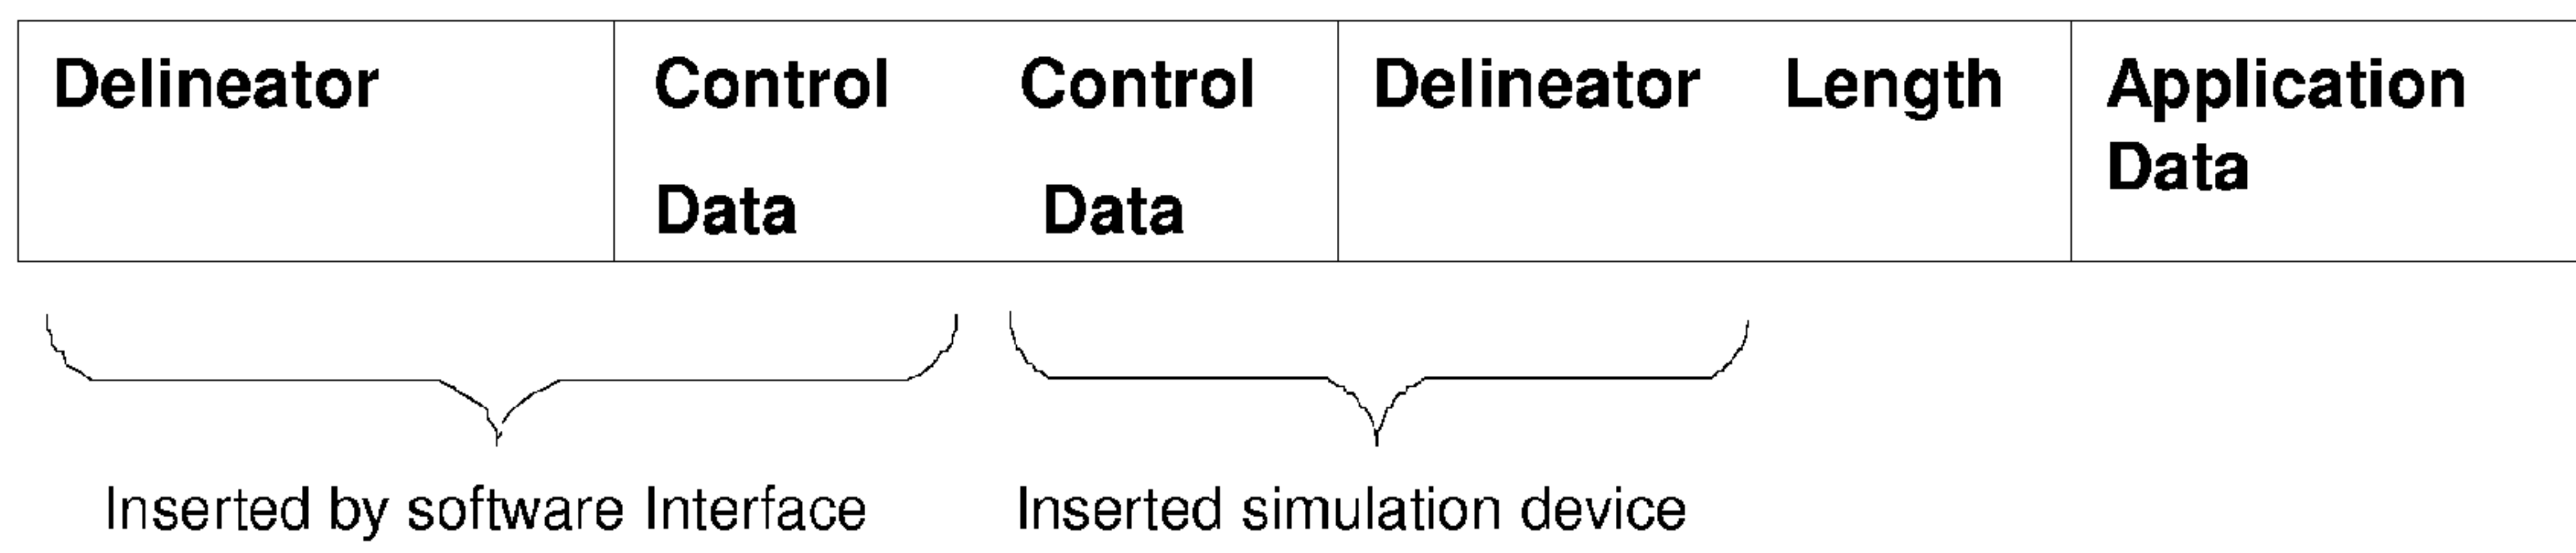 Delineator Control Control Delineator Length Application
Data
Data Data
Inserted by software Interface Inserted simulation device